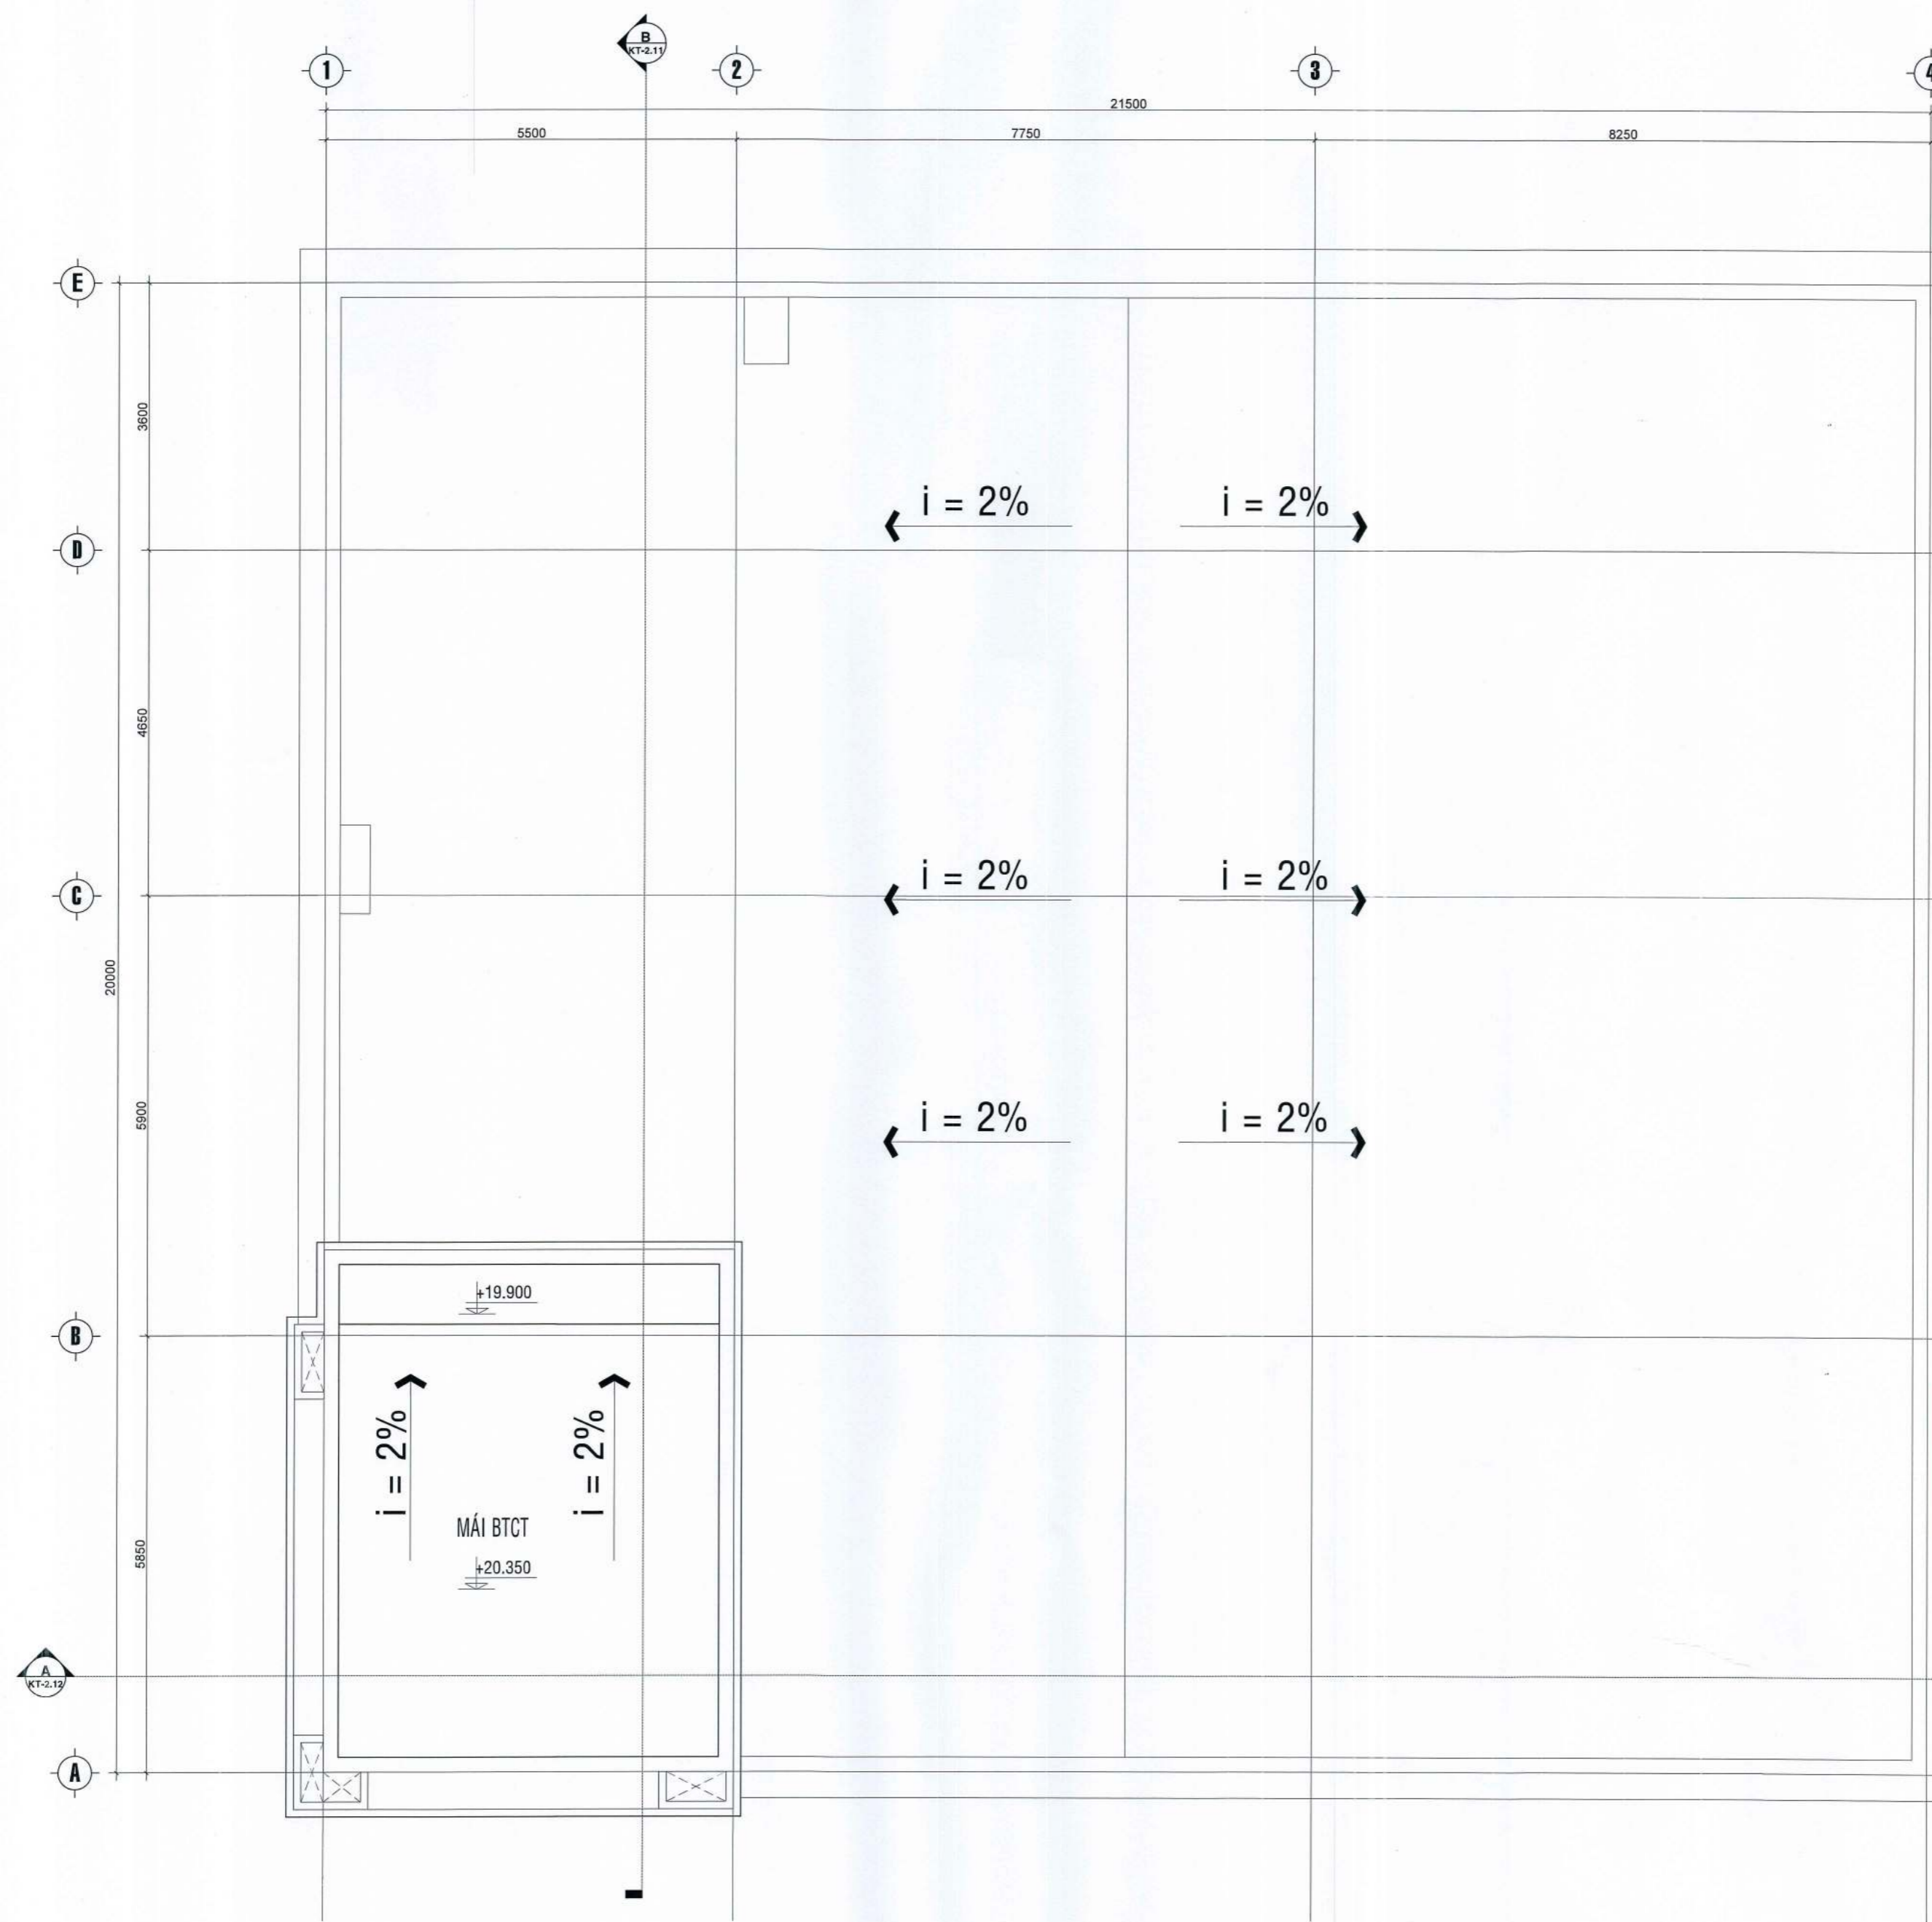 B
KT-2.11
1
2
3
4
21500
5500
7750
8250
E
3600
i = 2%
i = 2%
D
4650
i = 2%
i = 2%
C
20000
5900
i = 2%
i = 2%
+19.900
B
i = 2%
i = 2%
MÁI BTCT
+20.350
5850
A
KT-2.12
A